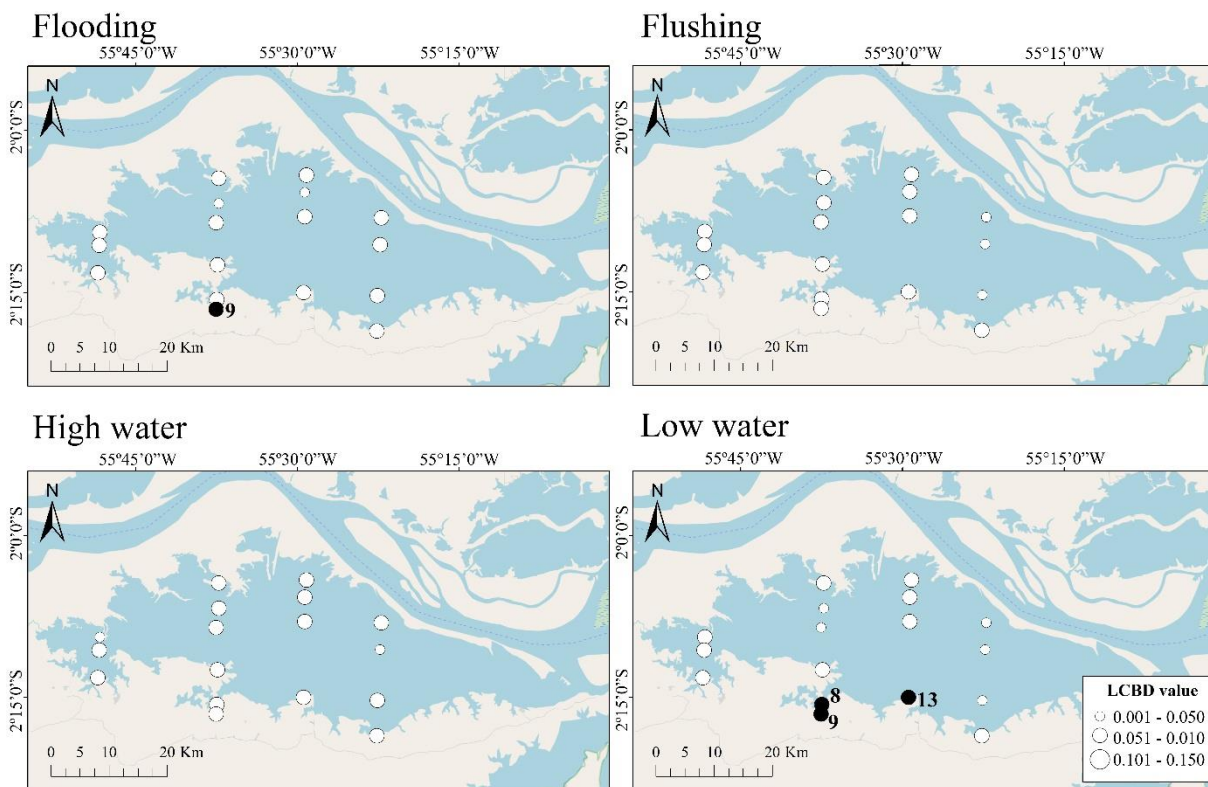 Flooding
55°45'0"W 55°30'0"W 55°15'0"W
N
2°0'0"S
2°15'0"S
9
0 5 10 20 Km
Flushing
55°45'0"W 55°30'0"W 55°15'0"W
N
2°0'0"S
2°15'0"S
0 5 10 20 Km
High water
55°45'0"W 55°30'0"W 55°15'0"W
N
2°0'0"S
2°15'0"S
0 5 10 20 Km
Low water
55°45'0"W 55°30'0"W 55°15'0"W
N
2°0'0"S
2°15'0"S
8
9
13
0 5 10 20 Km
LCBD value
0.001 - 0.050
0.051 - 0.010
0.101 - 0.150